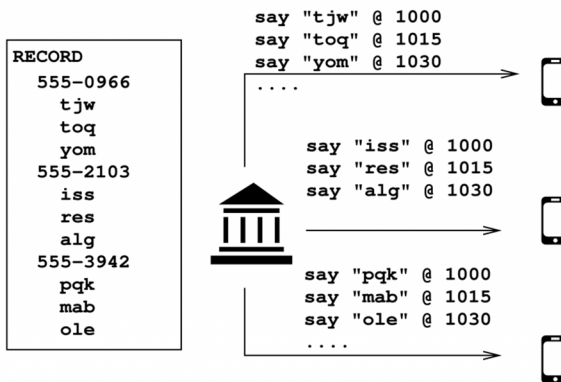 RECORD
555-0966
tjw
toq
yom
555-2103
iss
res
alg
555-3942
pqk
mab
ole
say "tjw" @ 1000
say "toq" @ 1015
say "yom" @ 1030
....
say "iss" @ 1000
say "res" @ 1015
say "alg" @ 1030
say "pqk" @ 1000
say "mab" @ 1015
say "ole" @ 1030
....